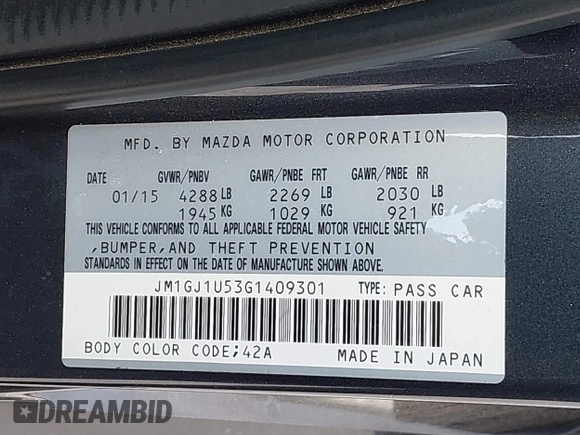 MFD. BY MAZDA MOTOR CORPORATION
DATE GVWR/PNBV GAWR/PNBE FRT GAWR/PNBE RR
01/15 4288 LB 2269 LB 2030 LB
1945 KG 1029 KG 921 KG
THIS VEHICLE CONFORMS TO ALL APPLICABLE FEDERAL MOTOR VEHICLE SAFETY
,BUMPER,AND THEFT PREVENTION
STANDARDS IN EFFECT ON THE DATE OF MANUFACTURE SHOWN ABOVE.
JM1GJ1U53G1409301 TYPE: PASS CAR
BODY COLOR CODE;42A MADE IN JAPAN
DREAMBID